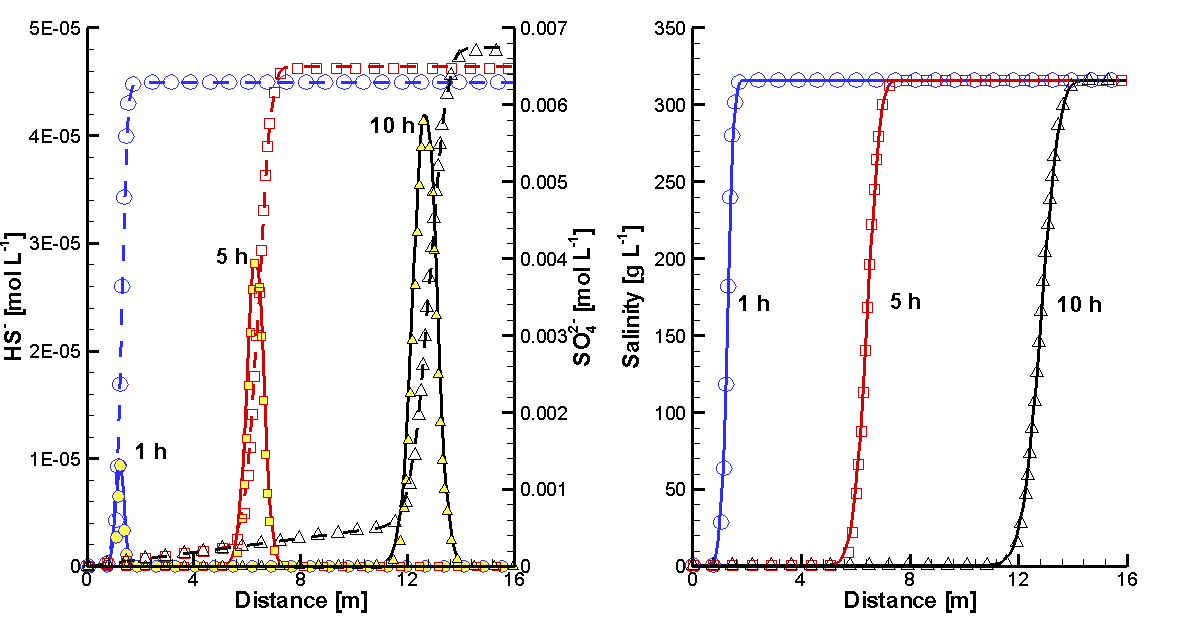 5E-05
4E-05
3E-05
2E-05
1E-05
0
HS⁻ [mol L⁻¹]
0.007
0.006
0.005
0.004
0.003
0.002
0.001
0
SO₄²⁻ [mol L⁻¹]
10 h
5 h
1 h
0 4 8 12 16
Distance [m]
350
300
250
200
150
100
50
0
Salinity [g L⁻¹]
1 h
5 h
10 h
0 4 8 12 16
Distance [m]